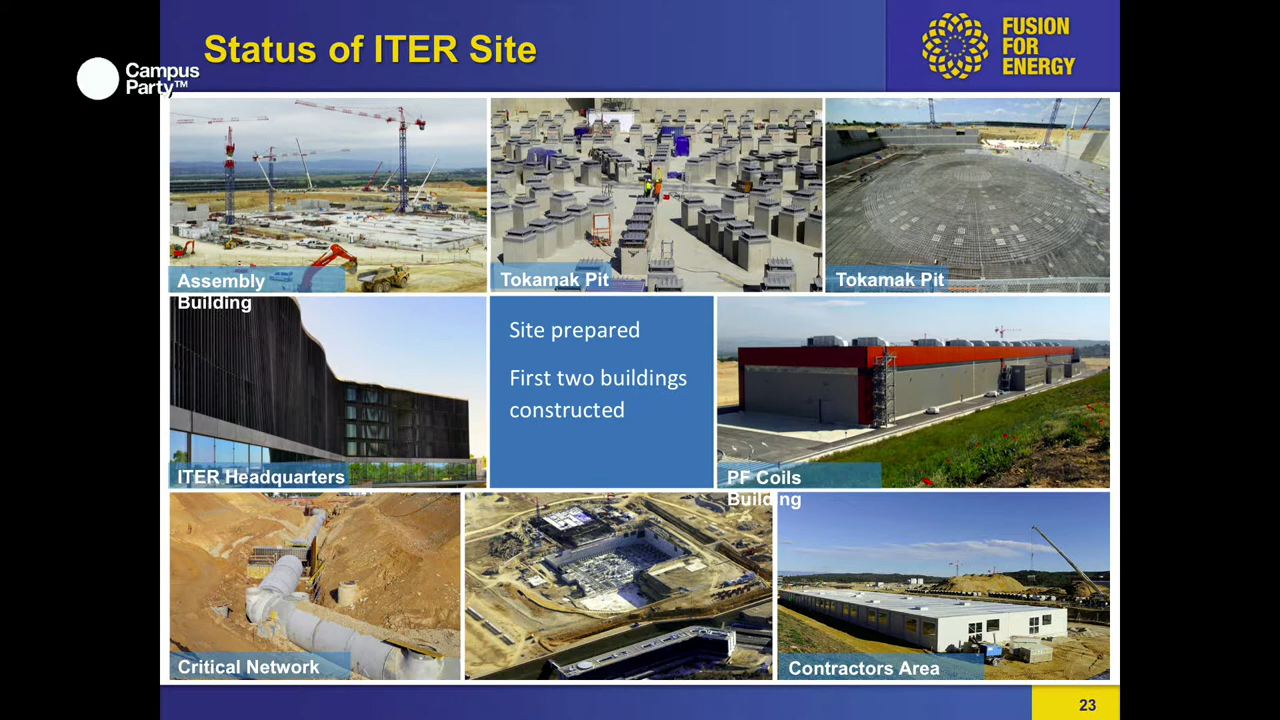 Status of ITER Site
FUSION
FOR
ENERGY
Campus
Party™
Assembly
Building
Tokamak Pit
Tokamak Pit
ITER Headquarters
Site prepared
First two buildings
constructed
PF Coils
Building
Critical Network
Contractors Area
23